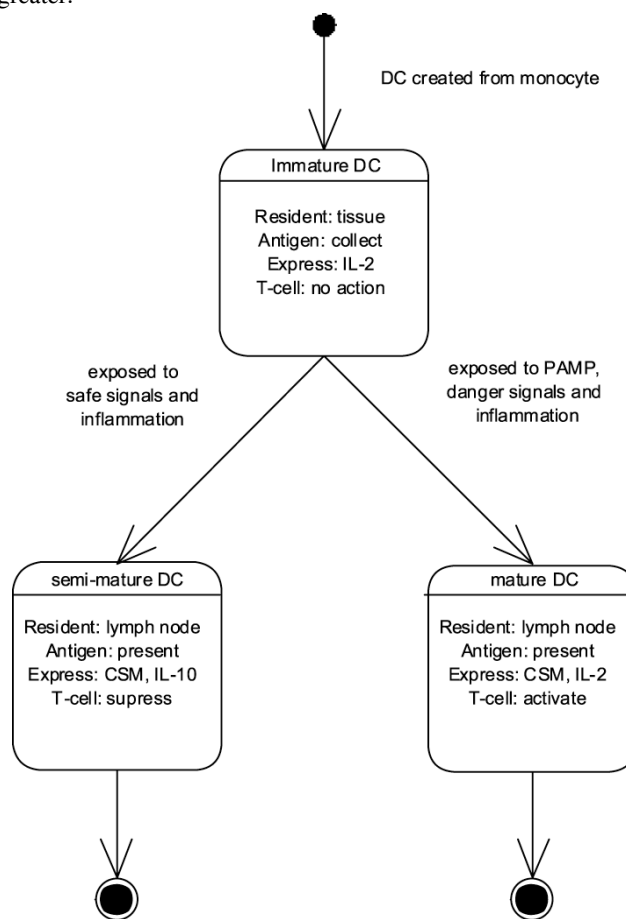 greater.
DC created from monocyte
Immature DC
Resident: tissue
Antigen: collect
Express: IL-2
T-cell: no action
exposed to
safe signals and
inflammation
exposed to PAMP,
danger signals and
inflammation
semi-mature DC
Resident: lymph node
Antigen: present
Express: CSM, IL-10
T-cell: supress
mature DC
Resident: lymph node
Antigen: present
Express: CSM, IL-2
T-cell: activate